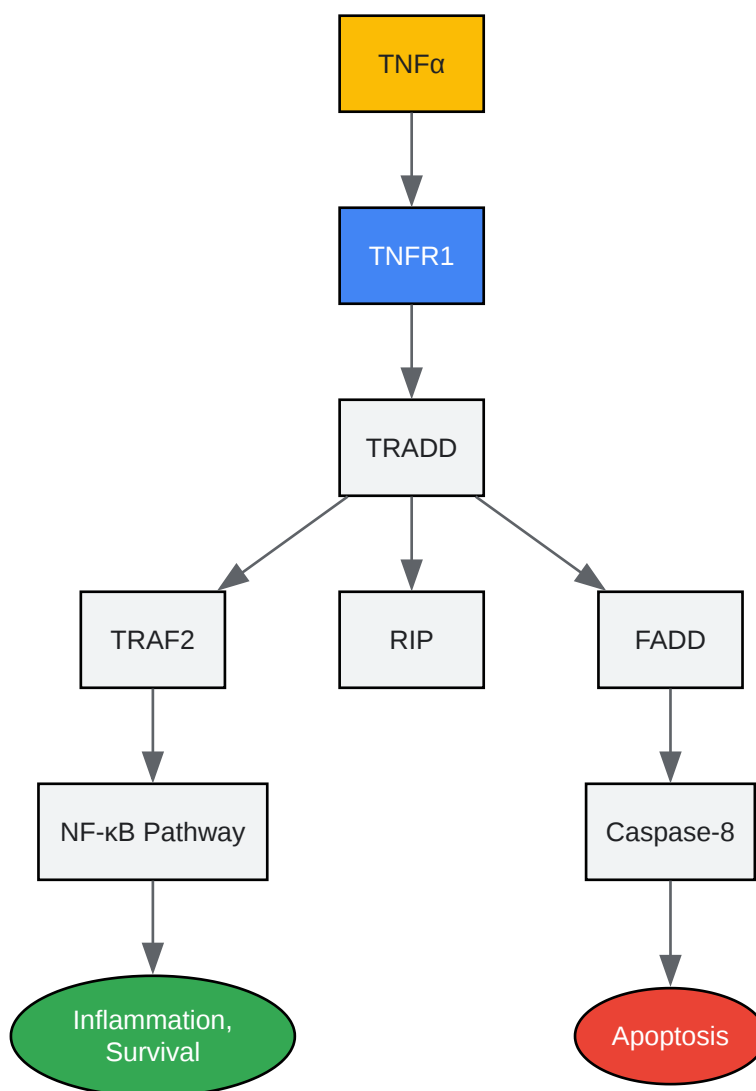 TNFα
TNFR1
TRADD
TRAF2
RIP
FADD
NF-κB Pathway
Caspase-8
Inflammation,
Survival
Apoptosis